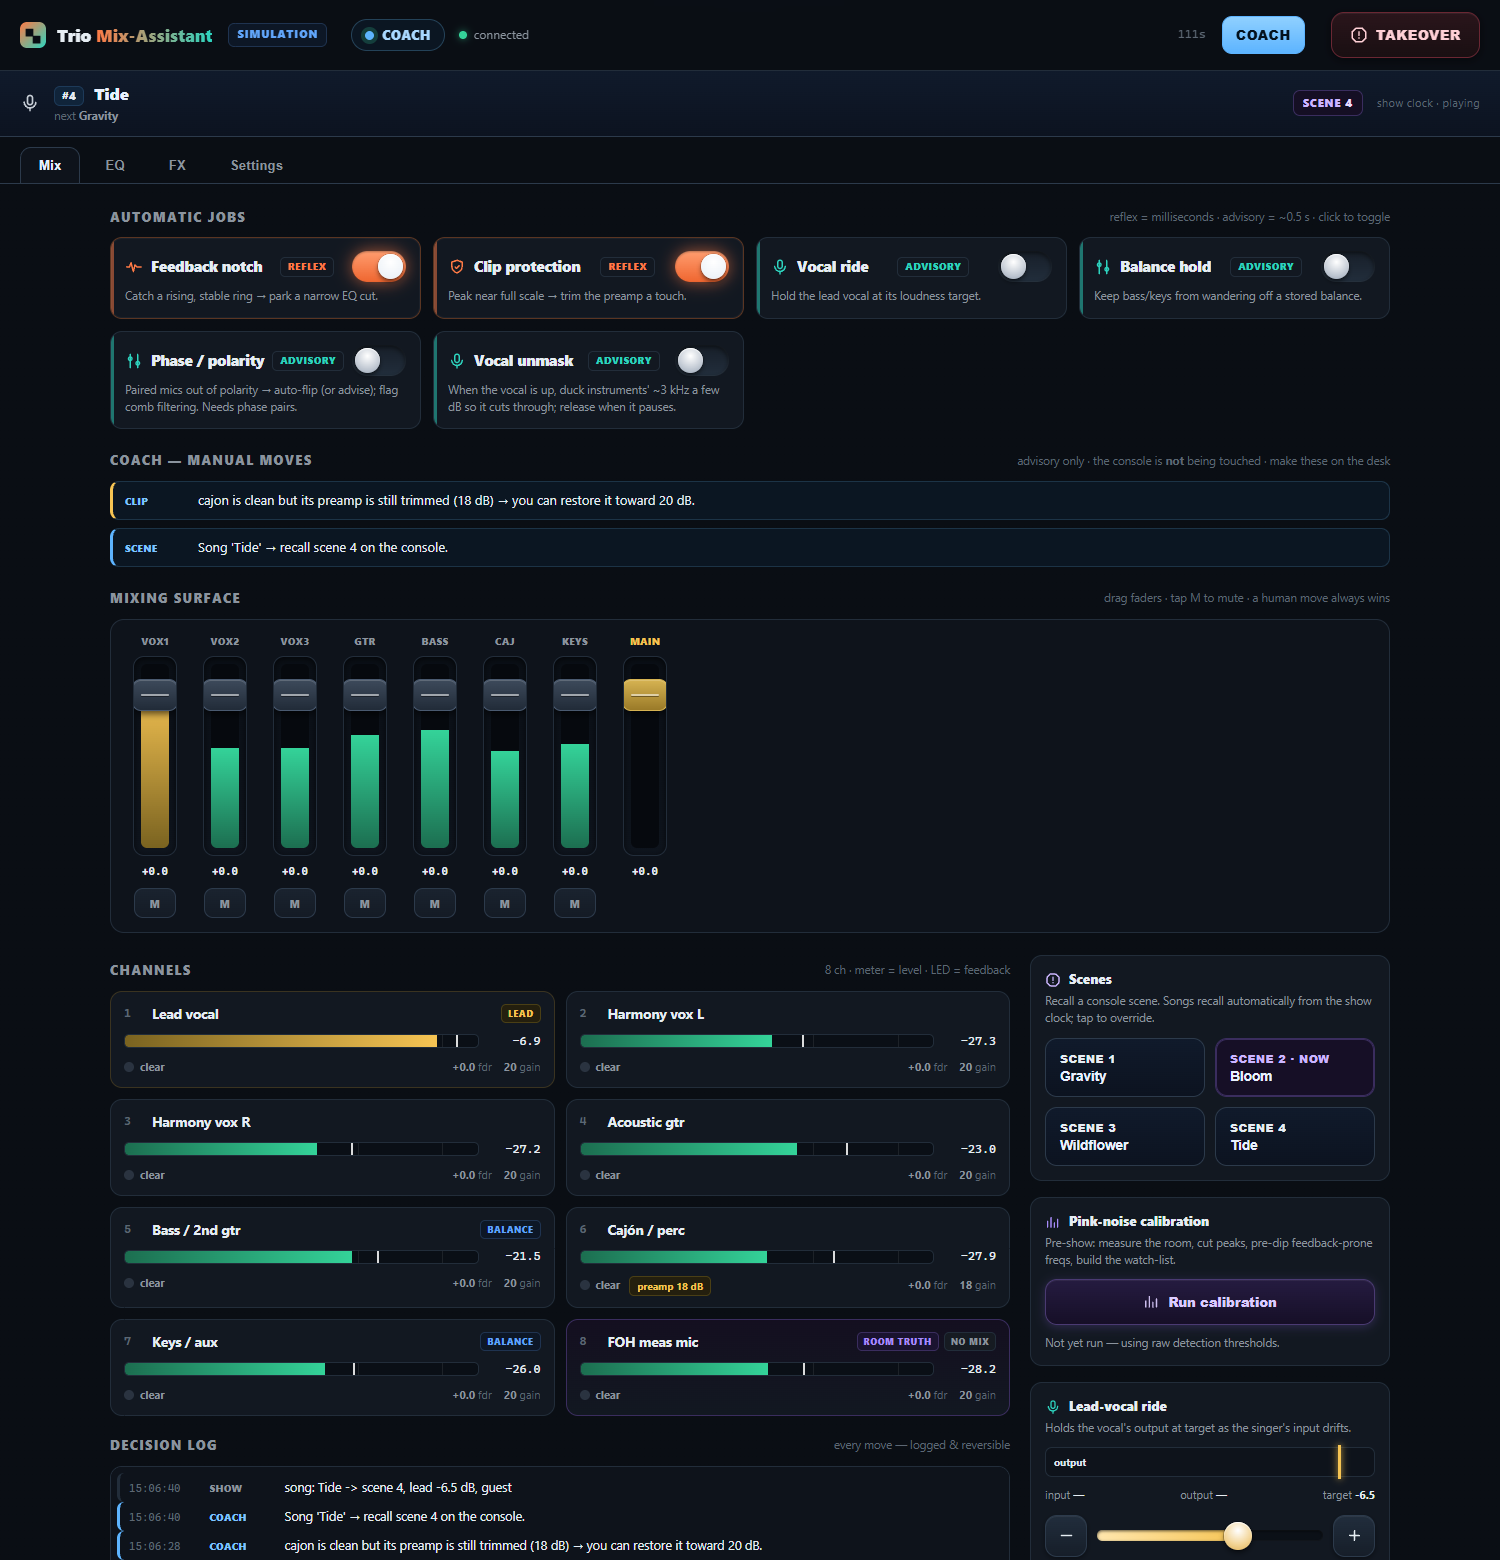 Trio Mix-Assistant SIMULATION COACH connected 111s COACH TAKEOVER
#4 Tide
next Gravity
SCENE 4 show clock · playing
Mix EQ FX Settings
AUTOMATIC JOBS reflex = milliseconds · advisory = ~0.5 s · click to toggle
Feedback notch REFLEX
Catch a rising, stable ring → park a narrow EQ cut.
Clip protection REFLEX
Peak near full scale → trim the preamp a touch.
Vocal ride ADVISORY
Hold the lead vocal at its loudness target.
Balance hold ADVISORY
Keep bass/keys from wandering off a stored balance.
Phase / polarity ADVISORY
Paired mics out of polarity → auto-flip (or advise); flag
comb filtering. Needs phase pairs.
Vocal unmask ADVISORY
When the vocal is up, duck instruments' ~3 kHz a few
dB so it cuts through; release when it pauses.
COACH — MANUAL MOVES advisory only · the console is not being touched · make these on the desk
CLIP cajon is clean but its preamp is still trimmed (18 dB) → you can restore it toward 20 dB.
SCENE Song 'Tide' → recall scene 4 on the console.
MIXING SURFACE drag faders · tap M to mute · a human move always wins
VOX1 VOX2 VOX3 GTR BASS CAJ KEYS MAIN
+0.0 +0.0 +0.0 +0.0 +0.0 +0.0 +0.0 +0.0
M M M M M M M
CHANNELS 8 ch · meter = level · LED = feedback
1 Lead vocal LEAD
−6.9
clear +0.0 fdr 20 gain
2 Harmony vox L
−27.3
clear +0.0 fdr 20 gain
3 Harmony vox R
−27.2
clear +0.0 fdr 20 gain
4 Acoustic gtr
−23.0
clear +0.0 fdr 20 gain
5 Bass / 2nd gtr BALANCE
−21.5
clear +0.0 fdr 20 gain
6 Cajón / perc
−27.9
clear preamp 18 dB +0.0 fdr 18 gain
7 Keys / aux BALANCE
−26.0
clear +0.0 fdr 20 gain
8 FOH meas mic ROOM TRUTH NO MIX
−28.2
clear +0.0 fdr 20 gain
DECISION LOG every move — logged & reversible
15:06:40 SHOW song: Tide -> scene 4, lead -6.5 dB, guest
15:06:40 COACH Song 'Tide' → recall scene 4 on the console.
15:06:28 COACH cajon is clean but its preamp is still trimmed (18 dB) → you can restore it toward 20 dB.
Scenes
Recall a console scene. Songs recall automatically from the show
clock; tap to override.
SCENE 1
Gravity
SCENE 2 · NOW
Bloom
SCENE 3
Wildflower
SCENE 4
Tide
Pink-noise calibration
Pre-show: measure the room, cut peaks, pre-dip feedback-prone
freqs, build the watch-list.
Run calibration
Not yet run — using raw detection thresholds.
Lead-vocal ride
Holds the vocal's output at target as the singer's input drifts.
output
input — output — target -6.5
− +